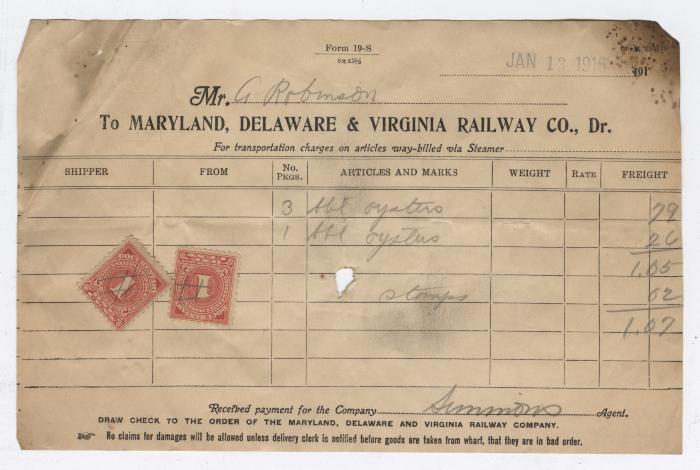 Form 19-S
8½x5½
JAN 13 1916 191
Mr. A Robinson
To MARYLAND, DELAWARE & VIRGINIA RAILWAY CO., Dr.
For transportation charges on articles way-billed via Steamer
SHIPPER FROM No. Pkgs. ARTICLES AND MARKS WEIGHT RATE FREIGHT
3 bbl oysters 79
1 bbl oysters 26
1.05
stamps 02
1.07
Received payment for the Company Simmons Agent.
DRAW CHECK TO THE ORDER OF THE MARYLAND, DELAWARE AND VIRGINIA RAILWAY COMPANY.
No claims for damages will be allowed unless delivery clerk is notified before goods are taken from wharf, that they are in bad order.